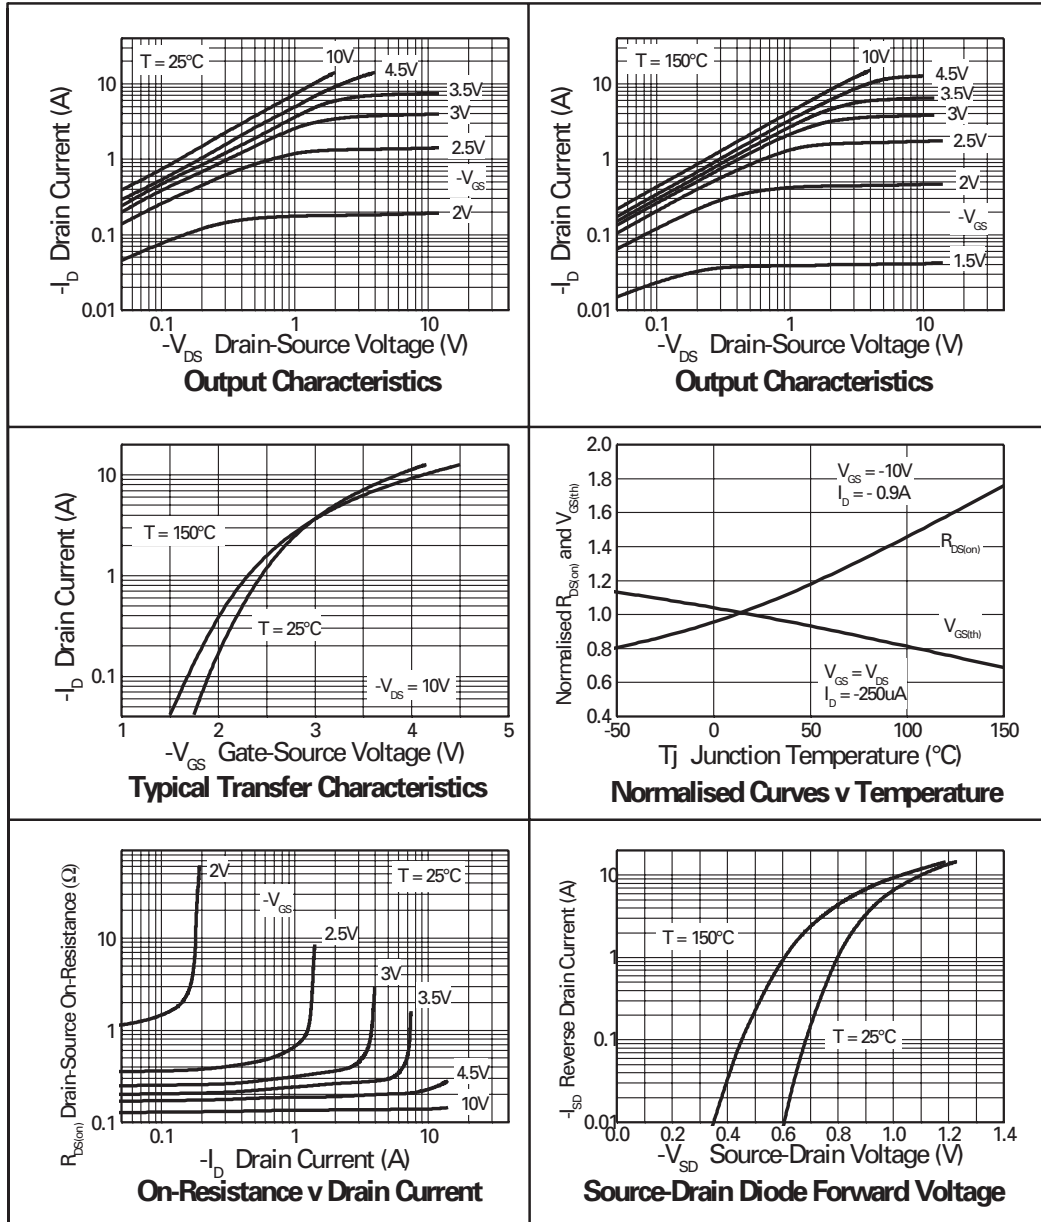 T = 25°C
10V
4.5V
3.5V
3V
2.5V
-VGS
2V
10
1
0.1
0.01
0.1
1
10
-ID Drain Current (A)
-VDS Drain-Source Voltage (V)
Output Characteristics
T = 150°C
10V
4.5V
3.5V
3V
2.5V
2V
-VGS
1.5V
10
1
0.1
0.01
0.1
1
10
-ID Drain Current (A)
-VDS Drain-Source Voltage (V)
Output Characteristics
10
1
0.1
T = 150°C
T = 25°C
-VDS = 10V
1
2
3
4
5
-ID Drain Current (A)
-VGS Gate-Source Voltage (V)
Typical Transfer Characteristics
2.0
1.8
1.6
1.4
1.2
1.0
0.8
0.6
0.4
VGS = -10V
ID = - 0.9A
RDS(on)
VGS(th)
VGS = VDS
ID = -250uA
-50
0
50
100
150
Normalised RDS(on) and VGS(th)
Tj Junction Temperature (°C)
Normalised Curves v Temperature
2V
T = 25°C
-VGS
2.5V
3V
3.5V
4.5V
10V
10
1
0.1
0.1
1
10
RDS(on) Drain-Source On-Resistance (Ω)
-ID Drain Current (A)
On-Resistance v Drain Current
10
1
0.1
0.01
T = 150°C
T = 25°C
0.0
0.2
0.4
0.6
0.8
1.0
1.2
1.4
-ISD Reverse Drain Current (A)
-VSD Source-Drain Voltage (V)
Source-Drain Diode Forward Voltage